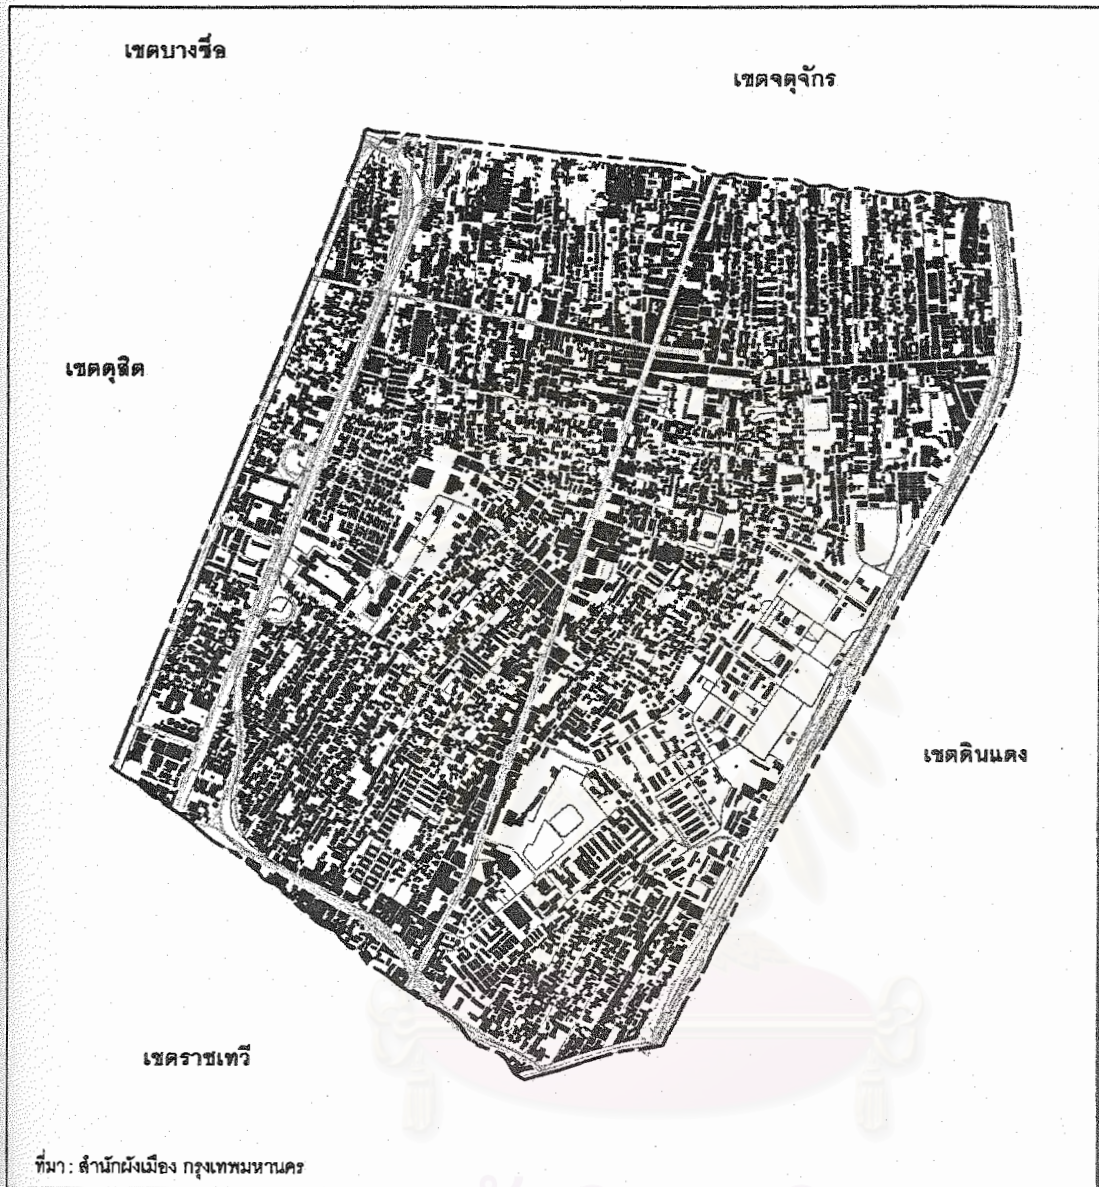 เขตบางซื่อ
เขตจตุจักร
เขตดุสิต
เขตดินแดง
เขตราชเทวี
ที่มา : สำนักผังเมือง กรุงเทพมหานคร